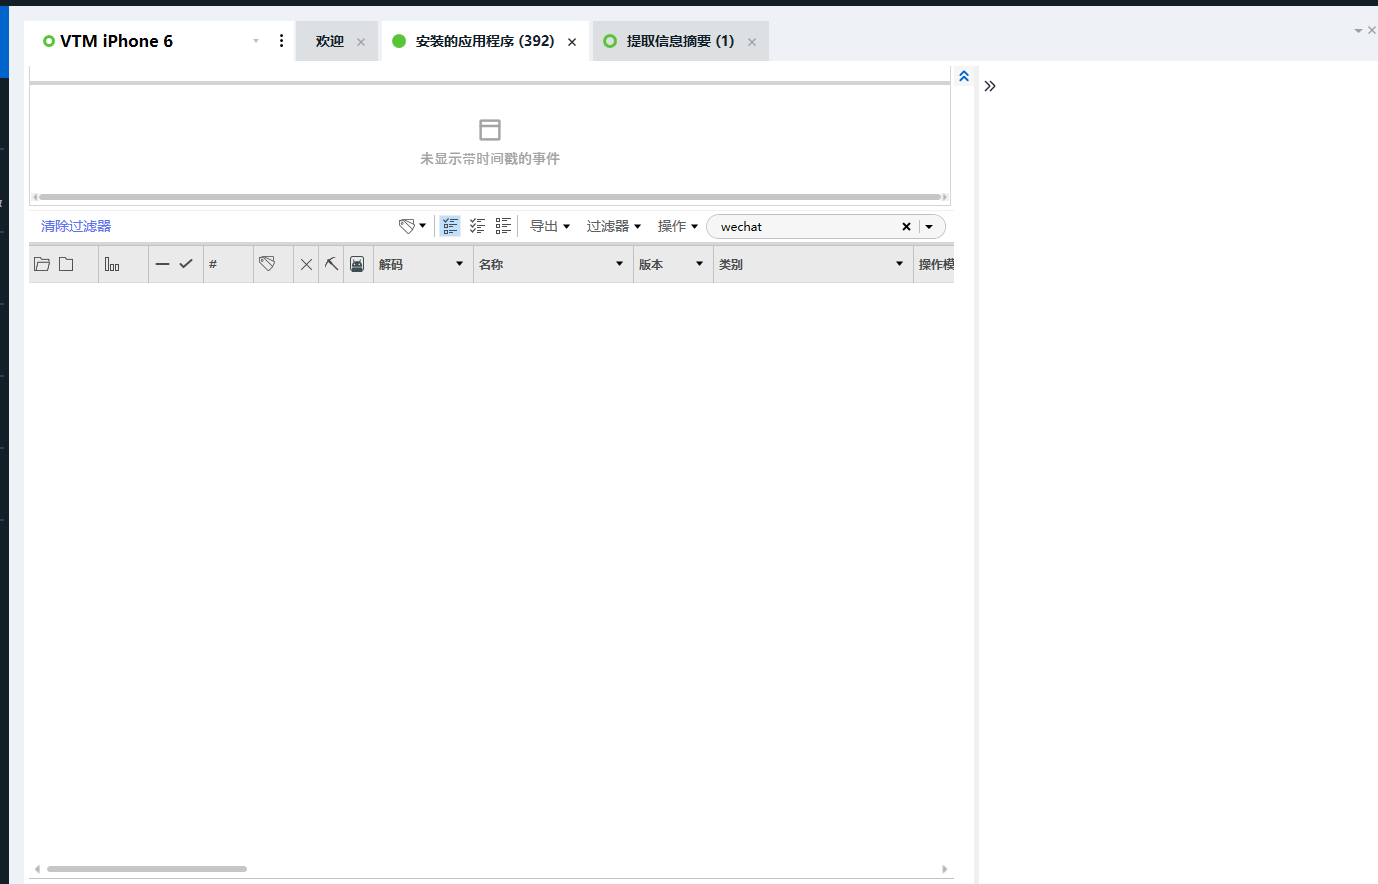 VTM iPhone 6
欢迎
安装的应用程序 (392)
提取信息摘要 (1)
未显示带时间戳的事件
清除过滤器
导出
过滤器
操作
wechat
#
解码
名称
版本
类别
操作模